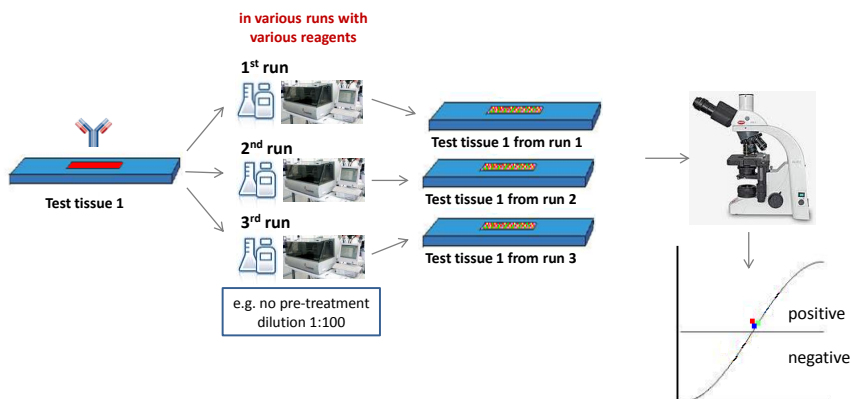 in various runs with
various reagents
1st run
Test tissue 1 from run 1
2nd run
Test tissue 1
Test tissue 1 from run 2
3rd run
Test tissue 1 from run 3
e.g. no pre-treatment
dilution 1:100
positive
negative